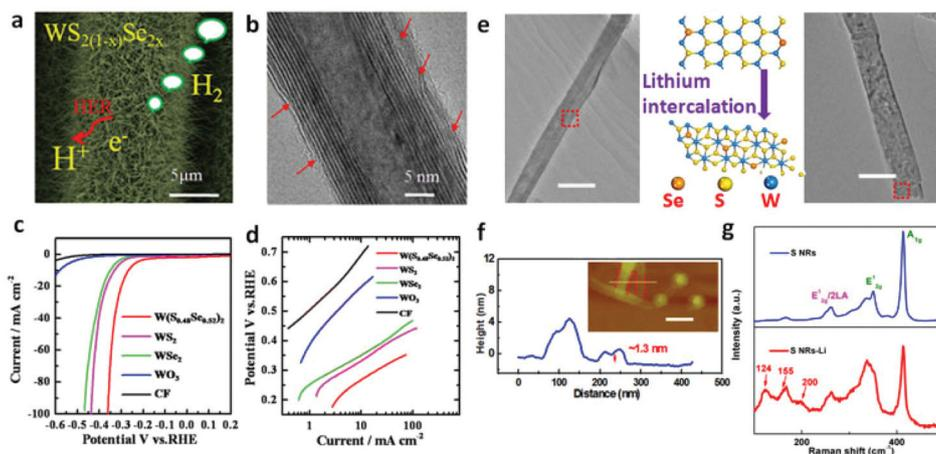 a
WS2(1-x)Se2x
H2
HER
e-
H+
5μm
b
5 nm
e
Lithium
intercalation
Se S W
c
Current / mA cm-2
0
-20
-40
-60
-80
-100
W(S0.48Se0.52)2
WS2
WSe2
WO3
CF
-0.6 -0.5 -0.4 -0.3 -0.2 -0.1 0.0 0.1 0.2
Potential V vs.RHE
d
Potential V vs.RHE
0.7
0.6
0.5
0.4
0.3
0.2
W(S0.48Se0.52)2
WS2
WSe2
WO3
CF
1 10 100
Current / mA cm-2
f
Height (nm)
12
8
4
0
-4
~1.3 nm
0 100 200 300 400 500
Distance (nm)
g
Intensity (a.u.)
S NRs
A1g
E12g
E12g/2LA
S NRs-Li
124
155
200
200 400
Raman shift (cm-1)